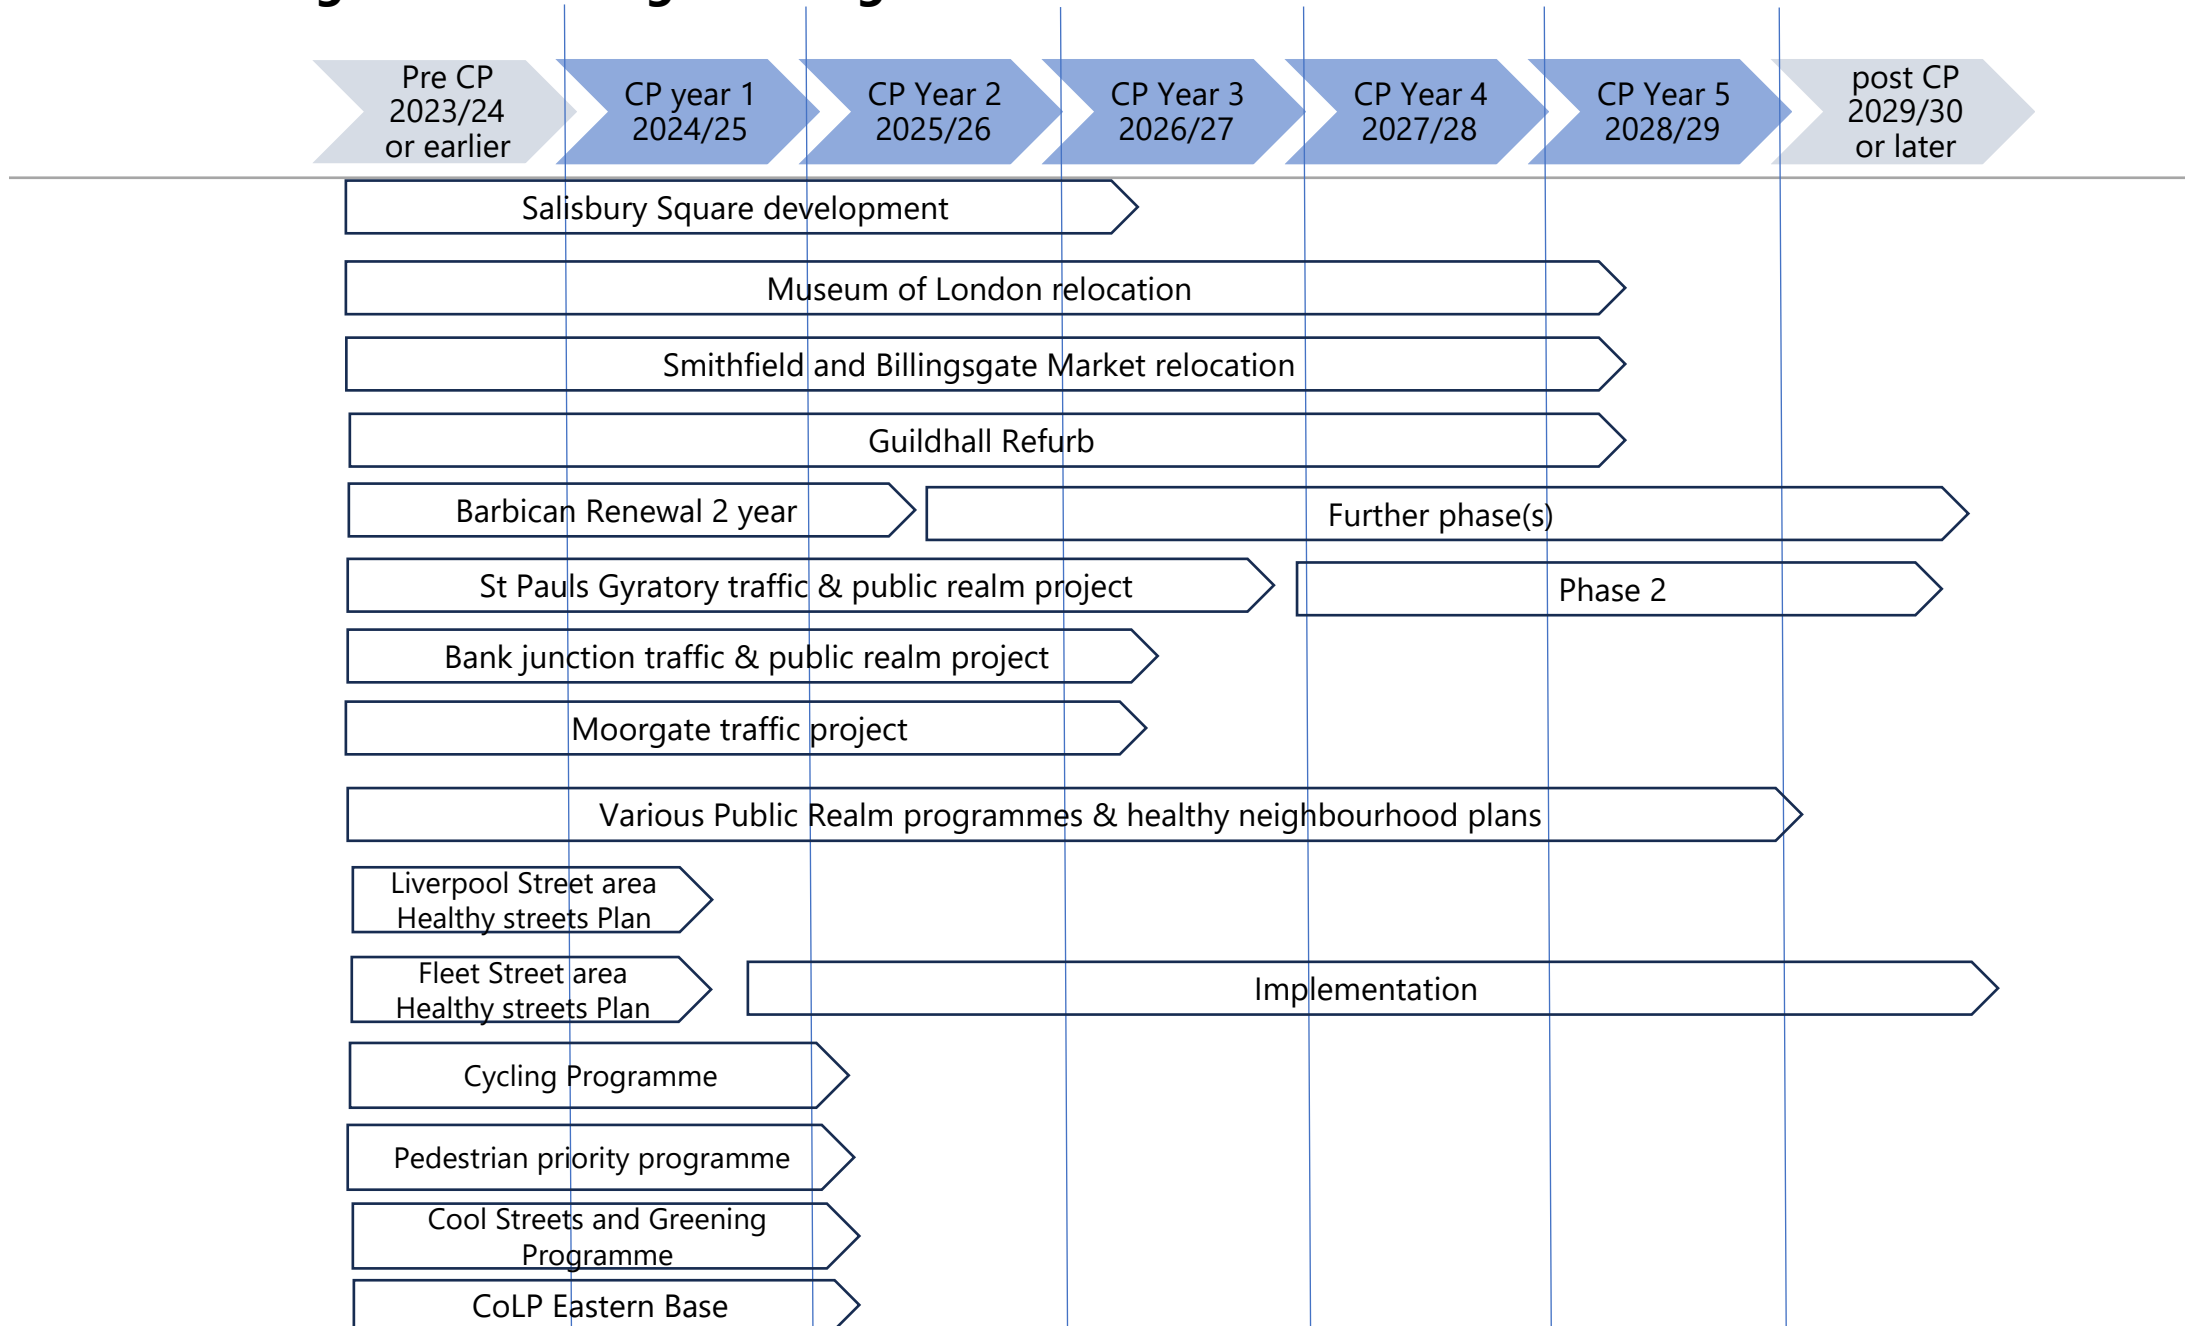 Pre CP
2023/24
or earlier
CP year 1
2024/25
CP Year 2
2025/26
CP Year 3
2026/27
CP Year 4
2027/28
CP Year 5
2028/29
post CP
2029/30
or later
Salisbury Square development
Museum of London relocation
Smithfield and Billingsgate Market relocation
Guildhall Refurb
Barbican Renewal 2 year
Further phase(s)
St Pauls Gyratory traffic & public realm project
Phase 2
Bank junction traffic & public realm project
Moorgate traffic project
Various Public Realm programmes & healthy neighbourhood plans
Liverpool Street area
Healthy streets Plan
Fleet Street area
Healthy streets Plan
Implementation
Cycling Programme
Pedestrian priority programme
Cool Streets and Greening
Programme
CoLP Eastern Base